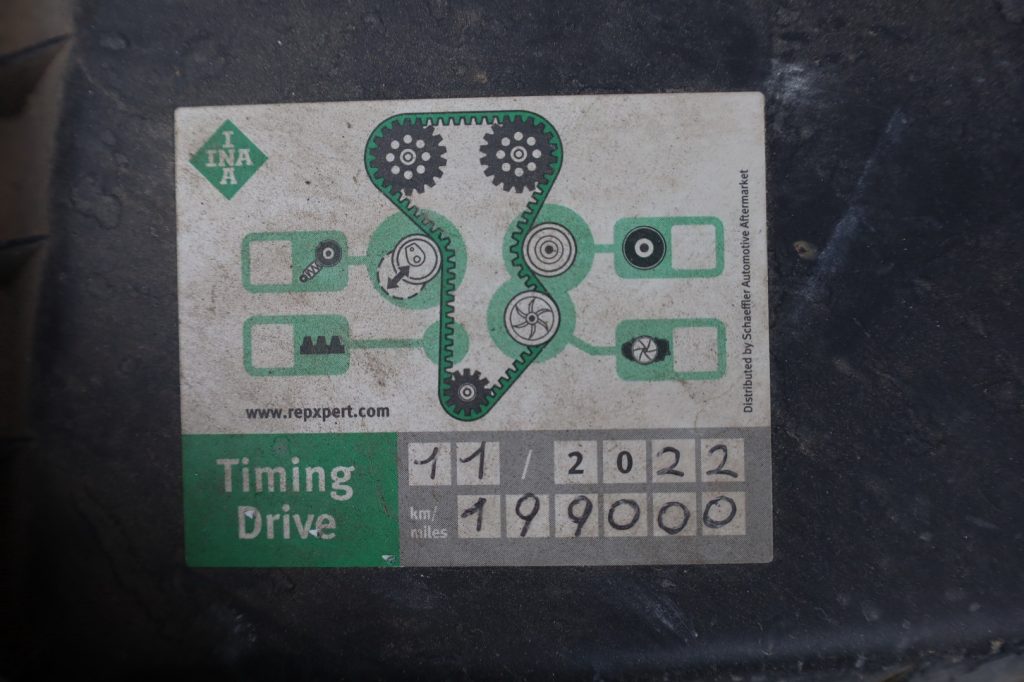 I
INA
A
Distributed by Schaeffler Automotive Aftermarket
www.repxpert.com
Timing
Drive
11 / 2022
km/
miles
199000